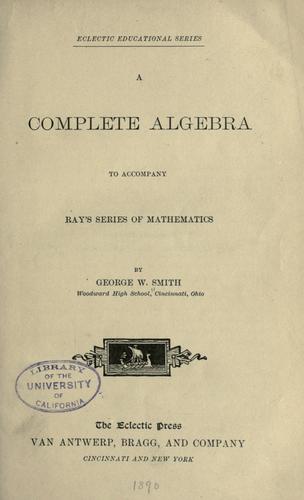 ECLECTIC EDUCATIONAL SERIES
A
COMPLETE ALGEBRA
TO ACCOMPANY
RAY'S SERIES OF MATHEMATICS
BY
GEORGE W. SMITH
Woodward High School, Cincinnati, Ohio
LIBRARY
OF THE
UNIVERSITY
OF
CALIFORNIA
The Eclectic Press
VAN ANTWERP, BRAGG, AND COMPANY
CINCINNATI AND NEW YORK
1890